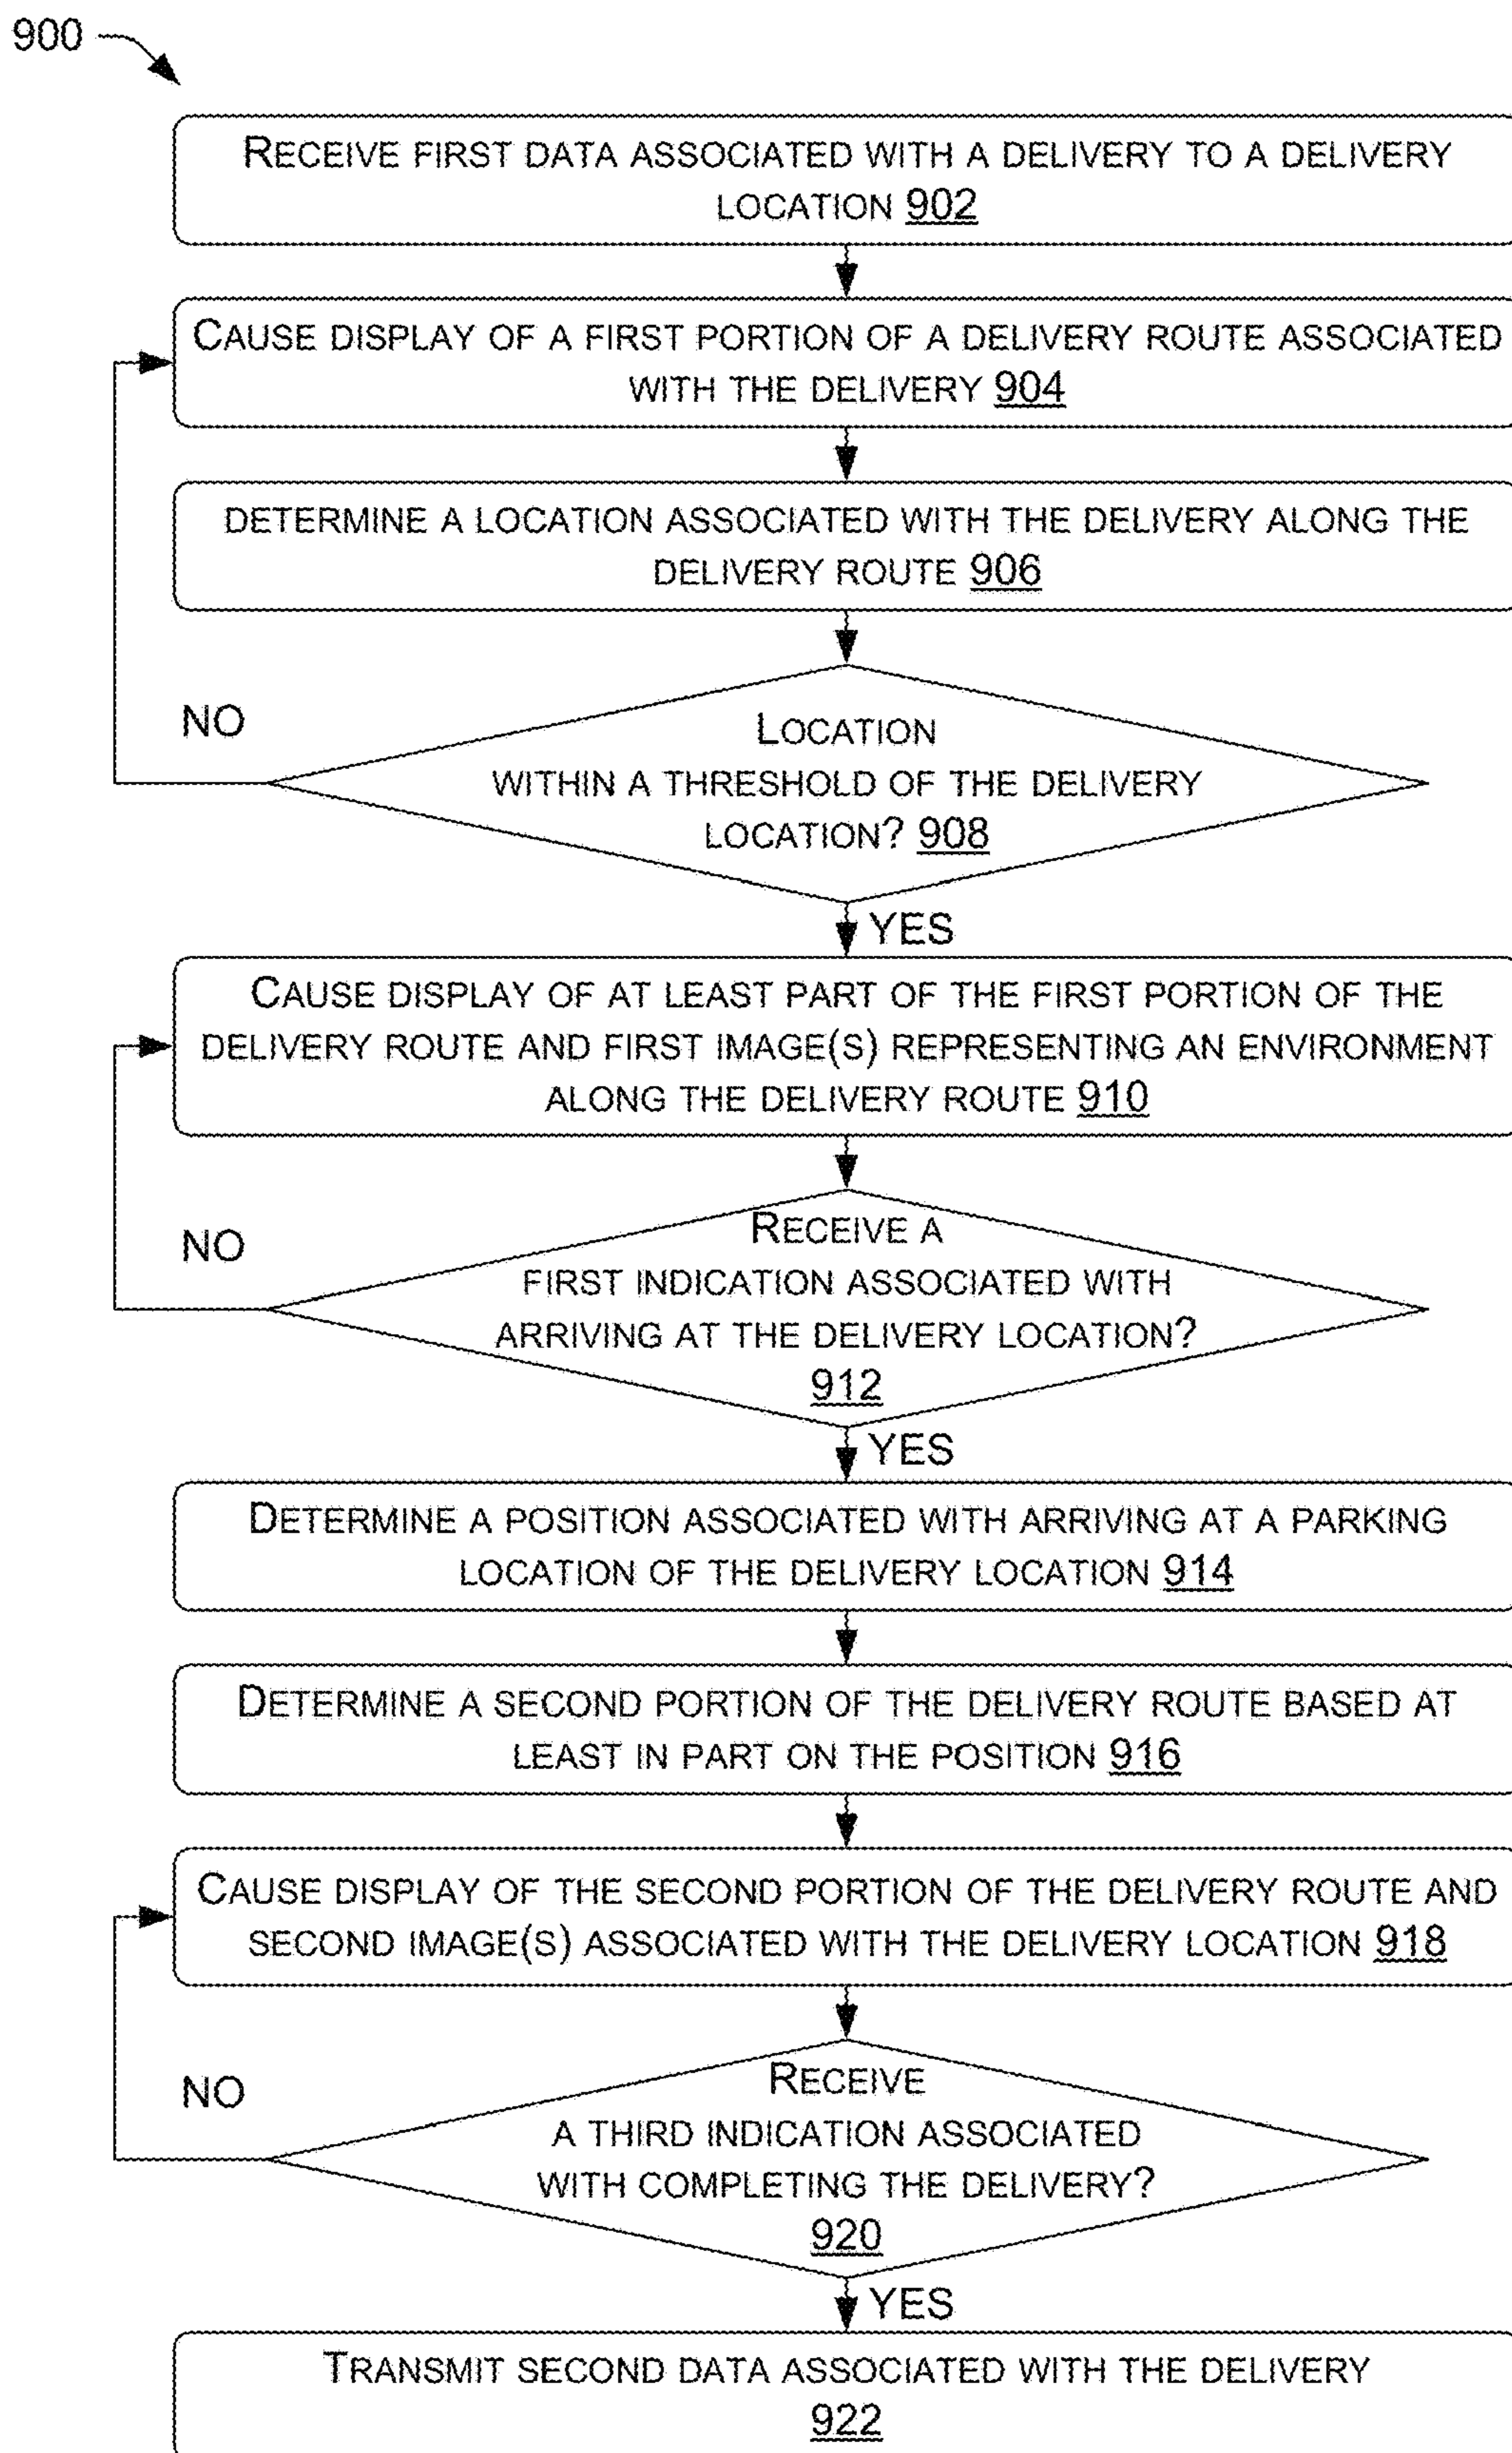 900
RECEIVE FIRST DATA ASSOCIATED WITH A DELIVERY TO A DELIVERY
LOCATION 902
CAUSE DISPLAY OF A FIRST PORTION OF A DELIVERY ROUTE ASSOCIATED
WITH THE DELIVERY 904
DETERMINE A LOCATION ASSOCIATED WITH THE DELIVERY ALONG THE
DELIVERY ROUTE 906
NO
LOCATION
WITHIN A THRESHOLD OF THE DELIVERY
LOCATION? 908
YES
CAUSE DISPLAY OF AT LEAST PART OF THE FIRST PORTION OF THE
DELIVERY ROUTE AND FIRST IMAGE(S) REPRESENTING AN ENVIRONMENT
ALONG THE DELIVERY ROUTE 910
NO
RECEIVE A
FIRST INDICATION ASSOCIATED WITH
ARRIVING AT THE DELIVERY LOCATION?
912
YES
DETERMINE A POSITION ASSOCIATED WITH ARRIVING AT A PARKING
LOCATION OF THE DELIVERY LOCATION 914
DETERMINE A SECOND PORTION OF THE DELIVERY ROUTE BASED AT
LEAST IN PART ON THE POSITION 916
CAUSE DISPLAY OF THE SECOND PORTION OF THE DELIVERY ROUTE AND
SECOND IMAGE(S) ASSOCIATED WITH THE DELIVERY LOCATION 918
NO
RECEIVE
A THIRD INDICATION ASSOCIATED
WITH COMPLETING THE DELIVERY?
920
YES
TRANSMIT SECOND DATA ASSOCIATED WITH THE DELIVERY
922